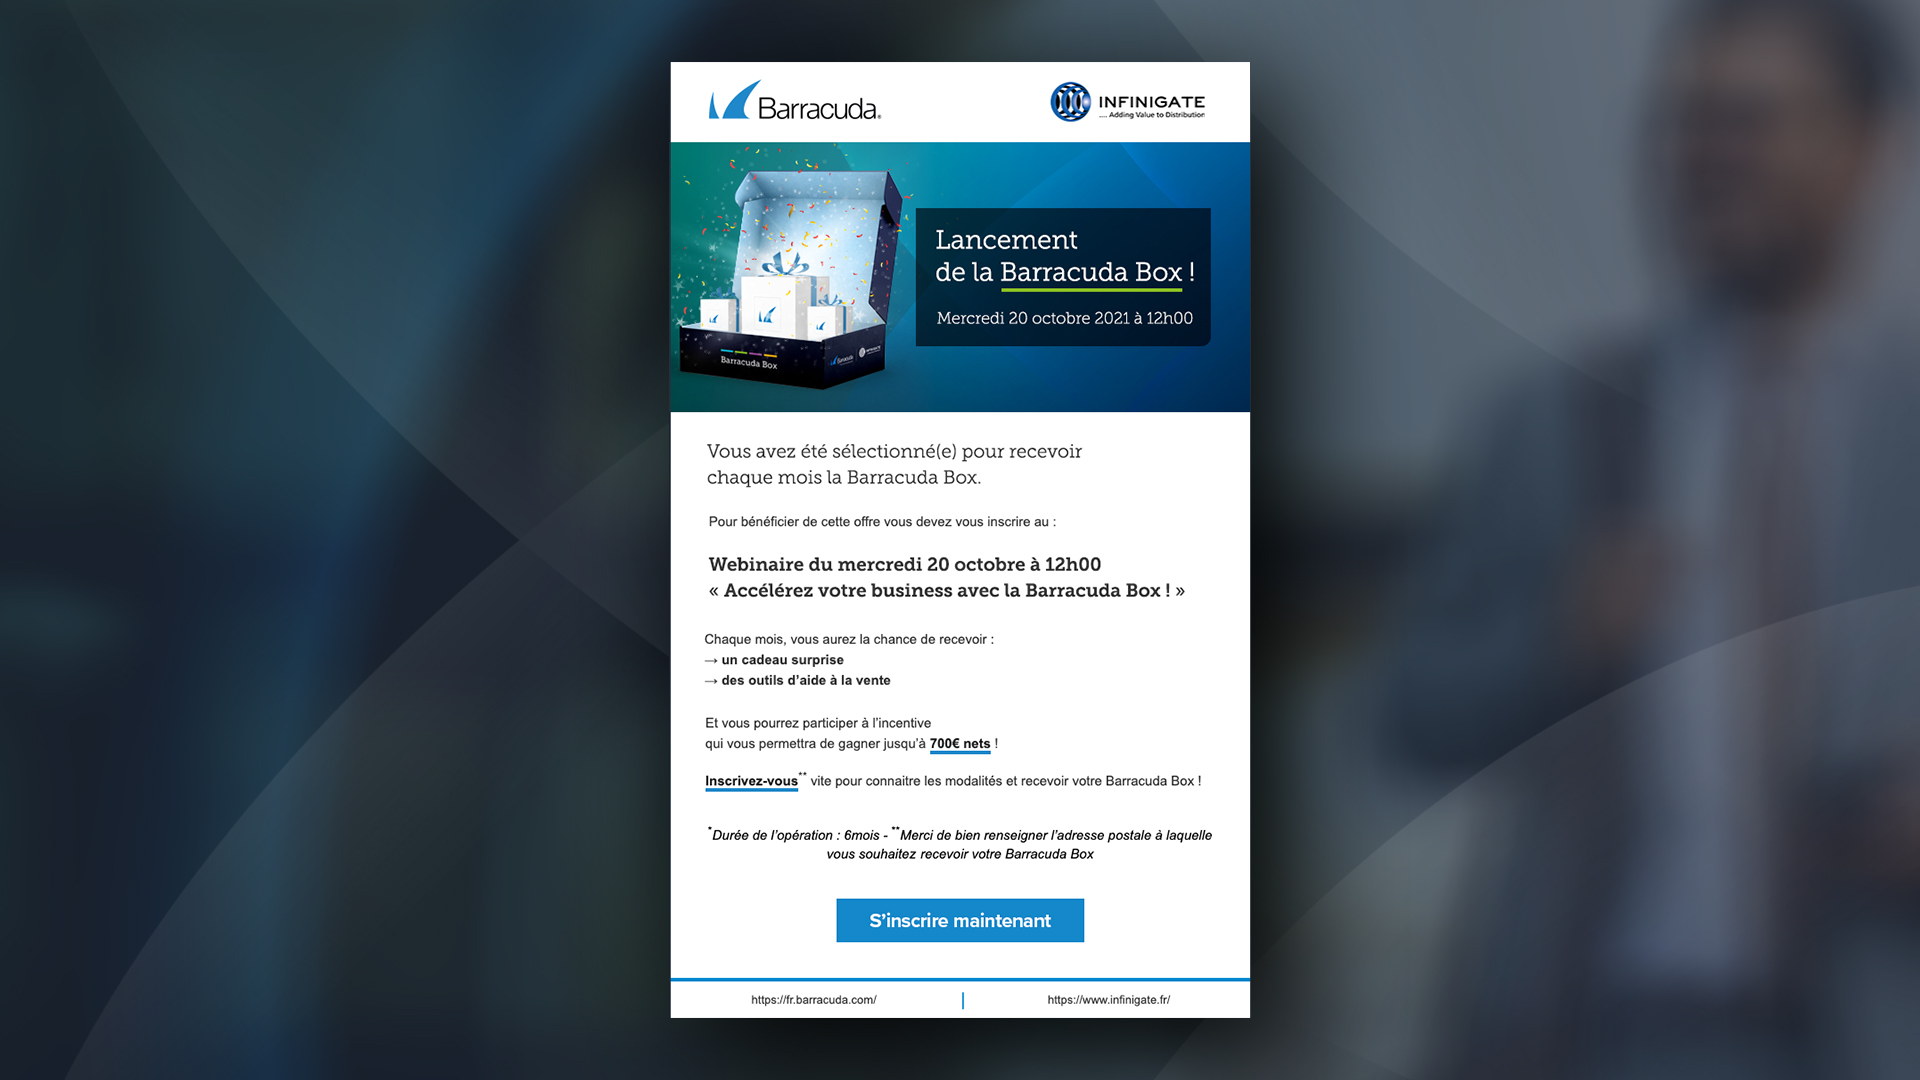 Barracuda.
INFINIGATE
.... Adding Value to Distribution
Lancement
de la Barracuda Box !
Mercredi 20 octobre 2021 à 12h00
Barracuda Box
Barracuda
INFINIGATE
Vous avez été sélectionné(e) pour recevoir
chaque mois la Barracuda Box.
Pour bénéficier de cette offre vous devez vous inscrire au :
Webinaire du mercredi 20 octobre à 12h00
« Accélérez votre business avec la Barracuda Box ! »
Chaque mois, vous aurez la chance de recevoir :
→ un cadeau surprise
→ des outils d’aide à la vente
Et vous pourrez participer à l’incentive
qui vous permettra de gagner jusqu’à 700€ nets !
Inscrivez-vous** vite pour connaitre les modalités et recevoir votre Barracuda Box !
*Durée de l’opération : 6mois - **Merci de bien renseigner l’adresse postale à laquelle
vous souhaitez recevoir votre Barracuda Box
S’inscrire maintenant
https://fr.barracuda.com/
https://www.infinigate.fr/